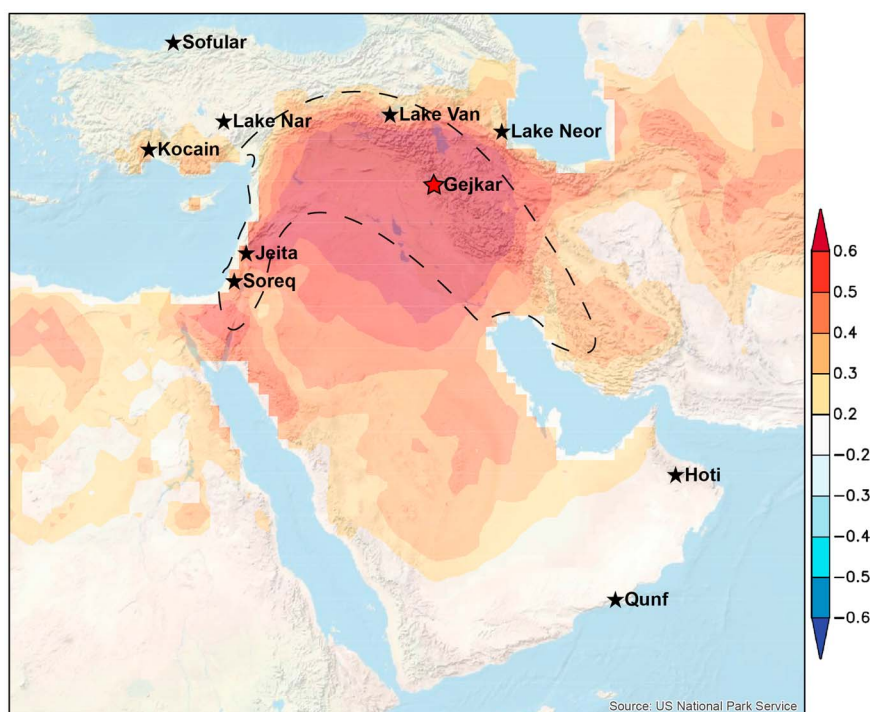 Sofular
Lake Nar
Lake Van
Lake Neor
Kocain
Gejkar
Jeita
Soreq
Hoti
Qunf
0.6
0.5
0.4
0.3
0.2
−0.2
−0.3
−0.4
−0.5
−0.6
Source: US National Park Service